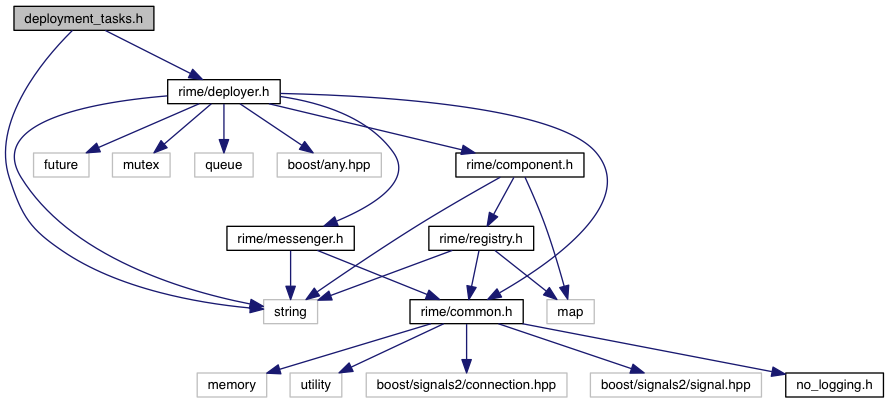 deployment_tasks.h
rime/deployer.h
future
mutex
queue
boost/any.hpp
rime/component.h
rime/messenger.h
rime/registry.h
string
rime/common.h
map
memory
utility
boost/signals2/connection.hpp
boost/signals2/signal.hpp
no_logging.h